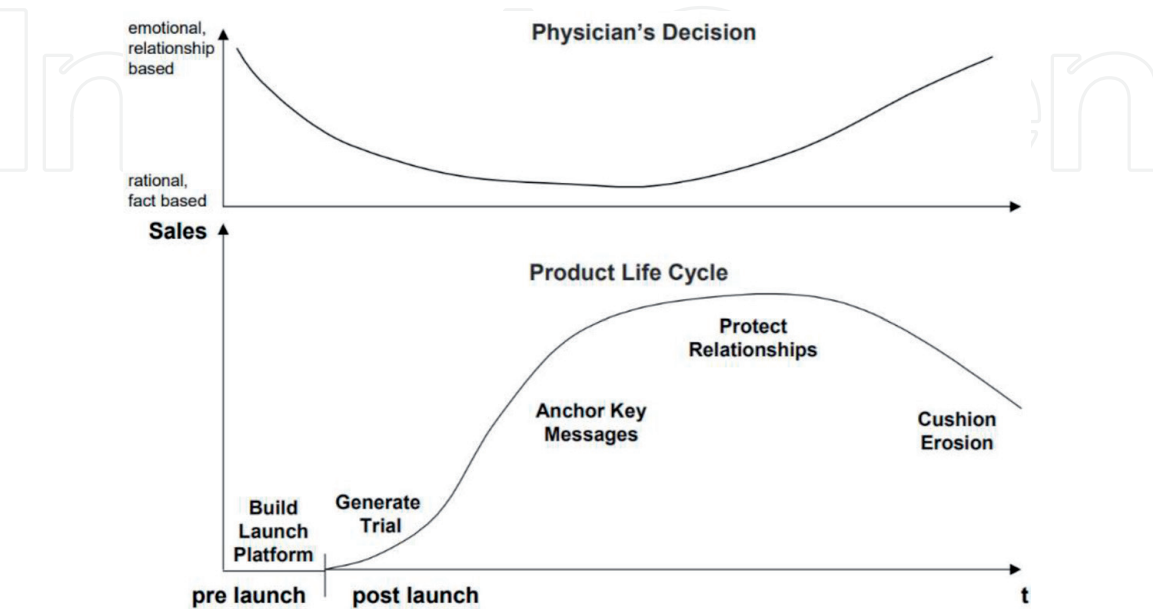 emotional,
relationship
based
Physician's Decision
rational,
fact based
Sales
Product Life Cycle
Protect
Relationships
Anchor Key
Messages
Cushion
Erosion
Generate
Trial
Build
Launch
Platform
pre launch
post launch
t